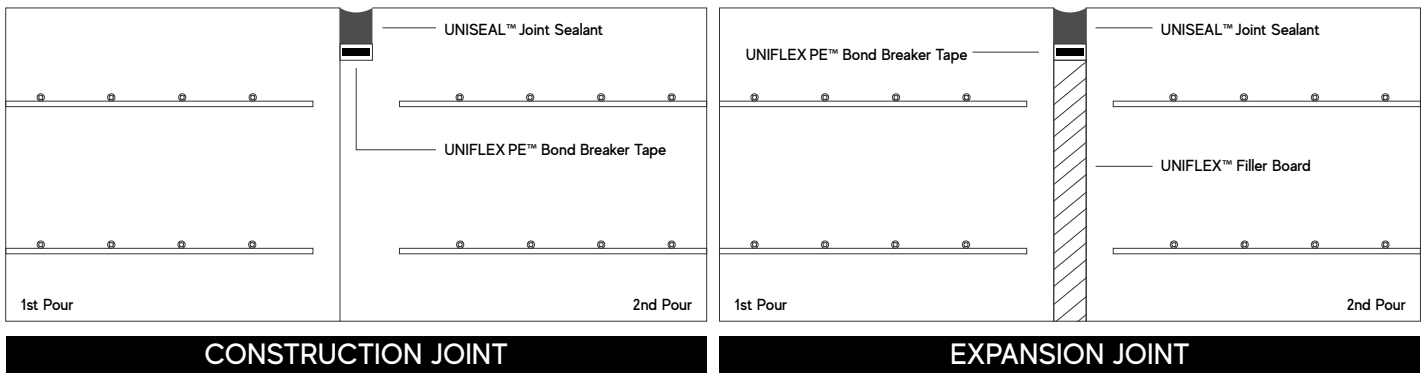 UNISEAL™ Joint Sealant
UNIFLEX PE™ Bond Breaker Tape
1st Pour
2nd Pour
CONSTRUCTION JOINT
UNISEAL™ Joint Sealant
UNIFLEX PE™ Bond Breaker Tape
UNIFLEX™ Filler Board
1st Pour
2nd Pour
EXPANSION JOINT